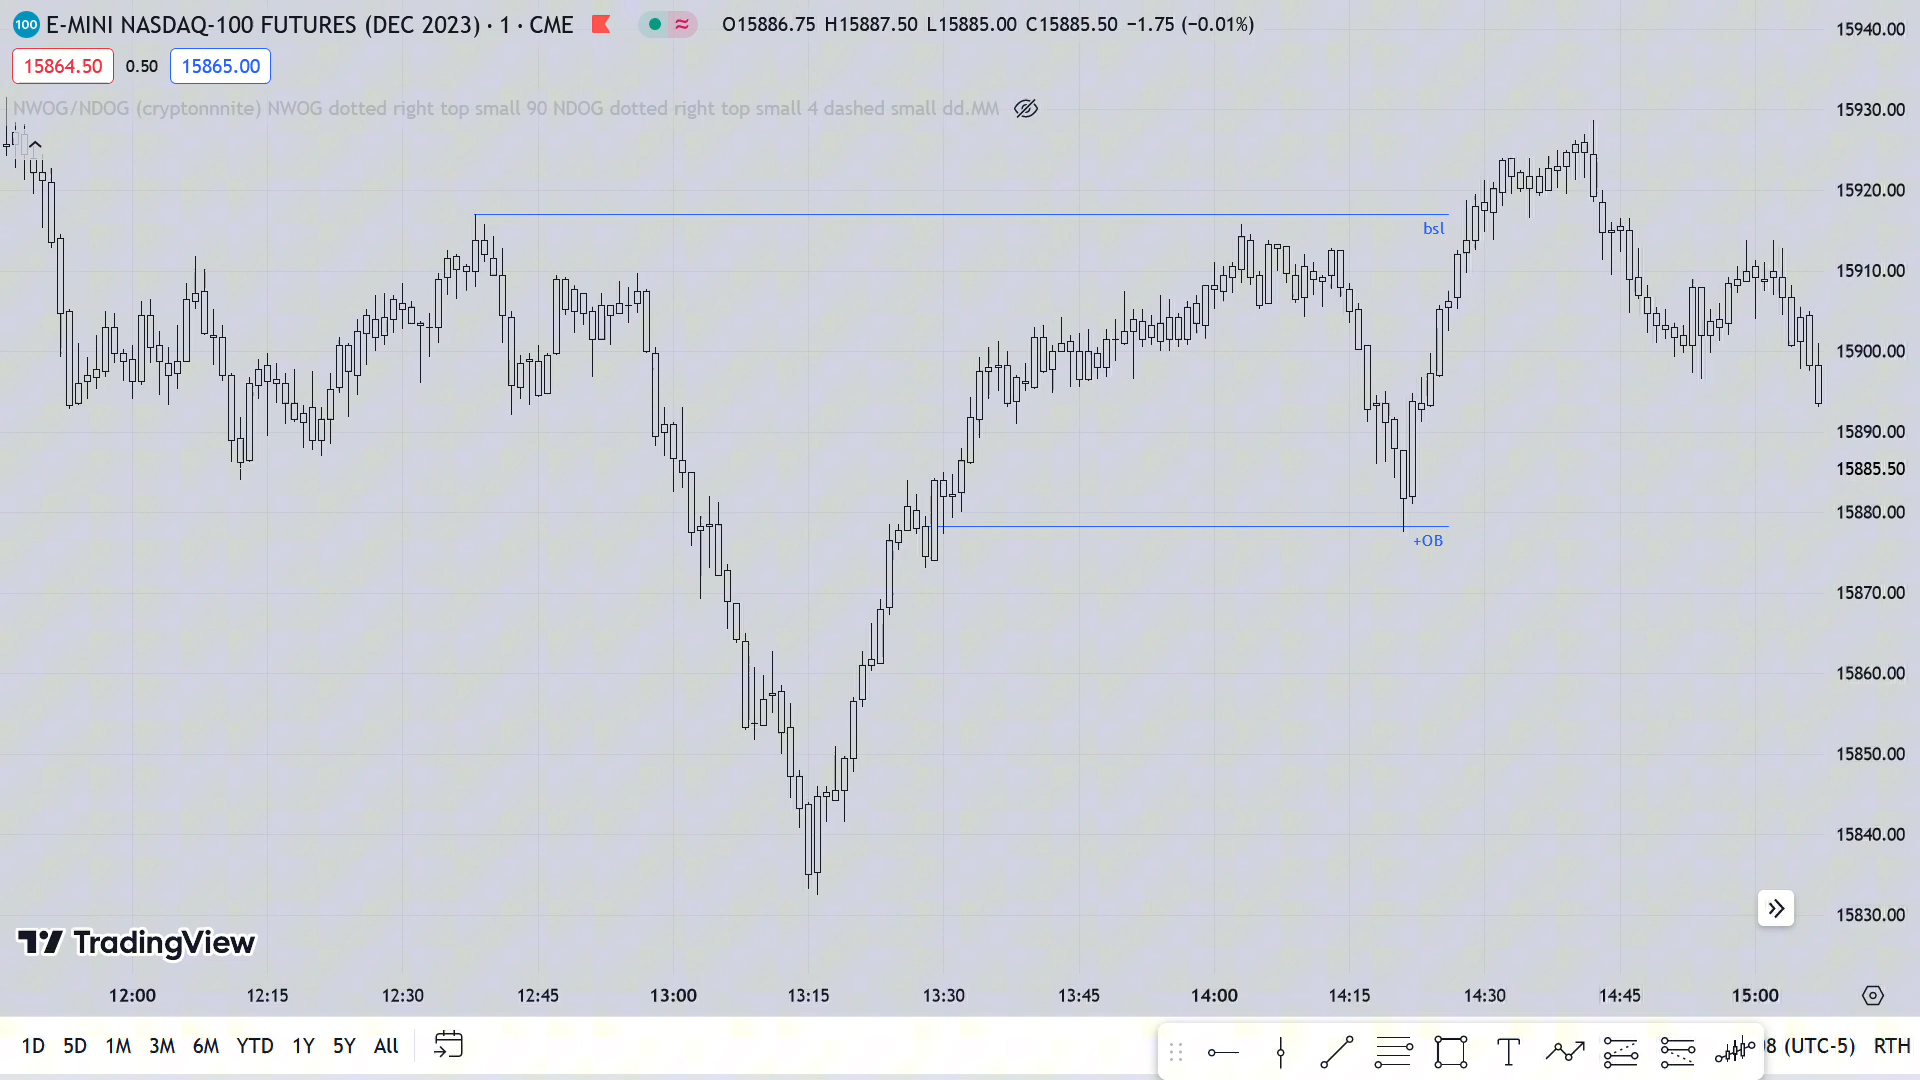 100 E-MINI NASDAQ-100 FUTURES (DEC 2023) · 1 · CME O15886.75 H15887.50 L15885.00 C15885.50 −1.75 (−0.01%)
15864.50 0.50 15865.00
NWOG/NDOG (cryptonnnite) NWOG dotted right top small 90 NDOG dotted right top small 4 dashed small dd.MM
15940.00
15930.00
15920.00
bsl
15910.00
15900.00
15890.00
15885.50
15880.00
+OB
15870.00
15860.00
15850.00
15840.00
15830.00
TradingView
12:00 12:15 12:30 12:45 13:00 13:15 13:30 13:45 14:00 14:15 14:30 14:45 15:00
1D 5D 1M 3M 6M YTD 1Y 5Y All T 8 (UTC-5) RTH